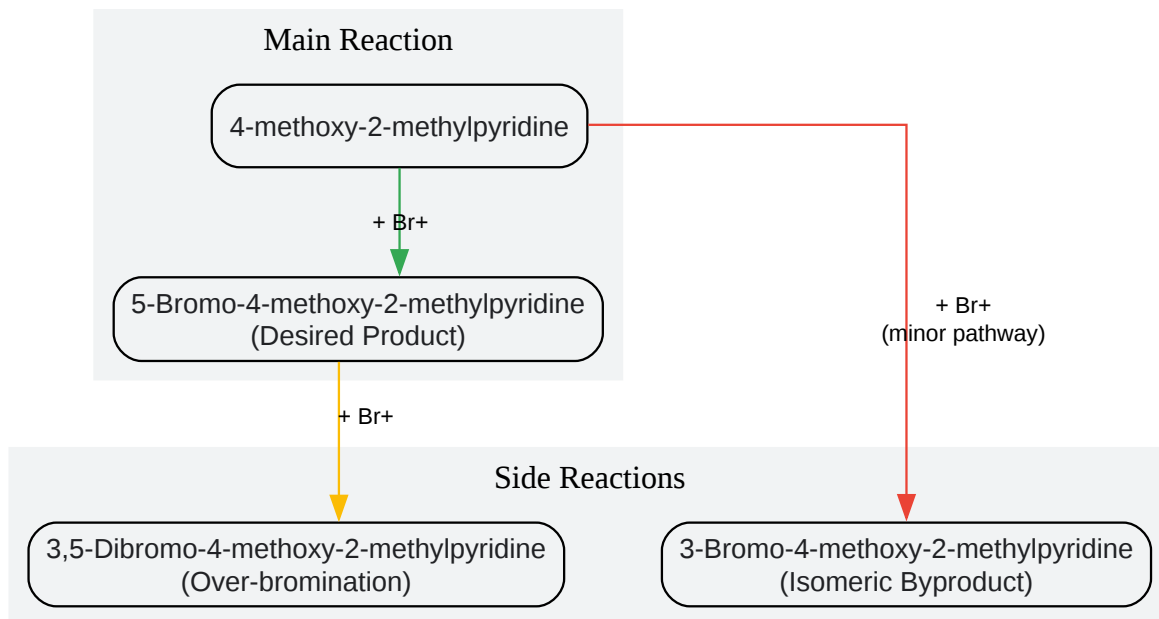 Main Reaction
4-methoxy-2-methylpyridine
+ Br+
5-Bromo-4-methoxy-2-methylpyridine
(Desired Product)
+ Br+
(minor pathway)
+ Br+
Side Reactions
3,5-Dibromo-4-methoxy-2-methylpyridine
(Over-bromination)
3-Bromo-4-methoxy-2-methylpyridine
(Isomeric Byproduct)